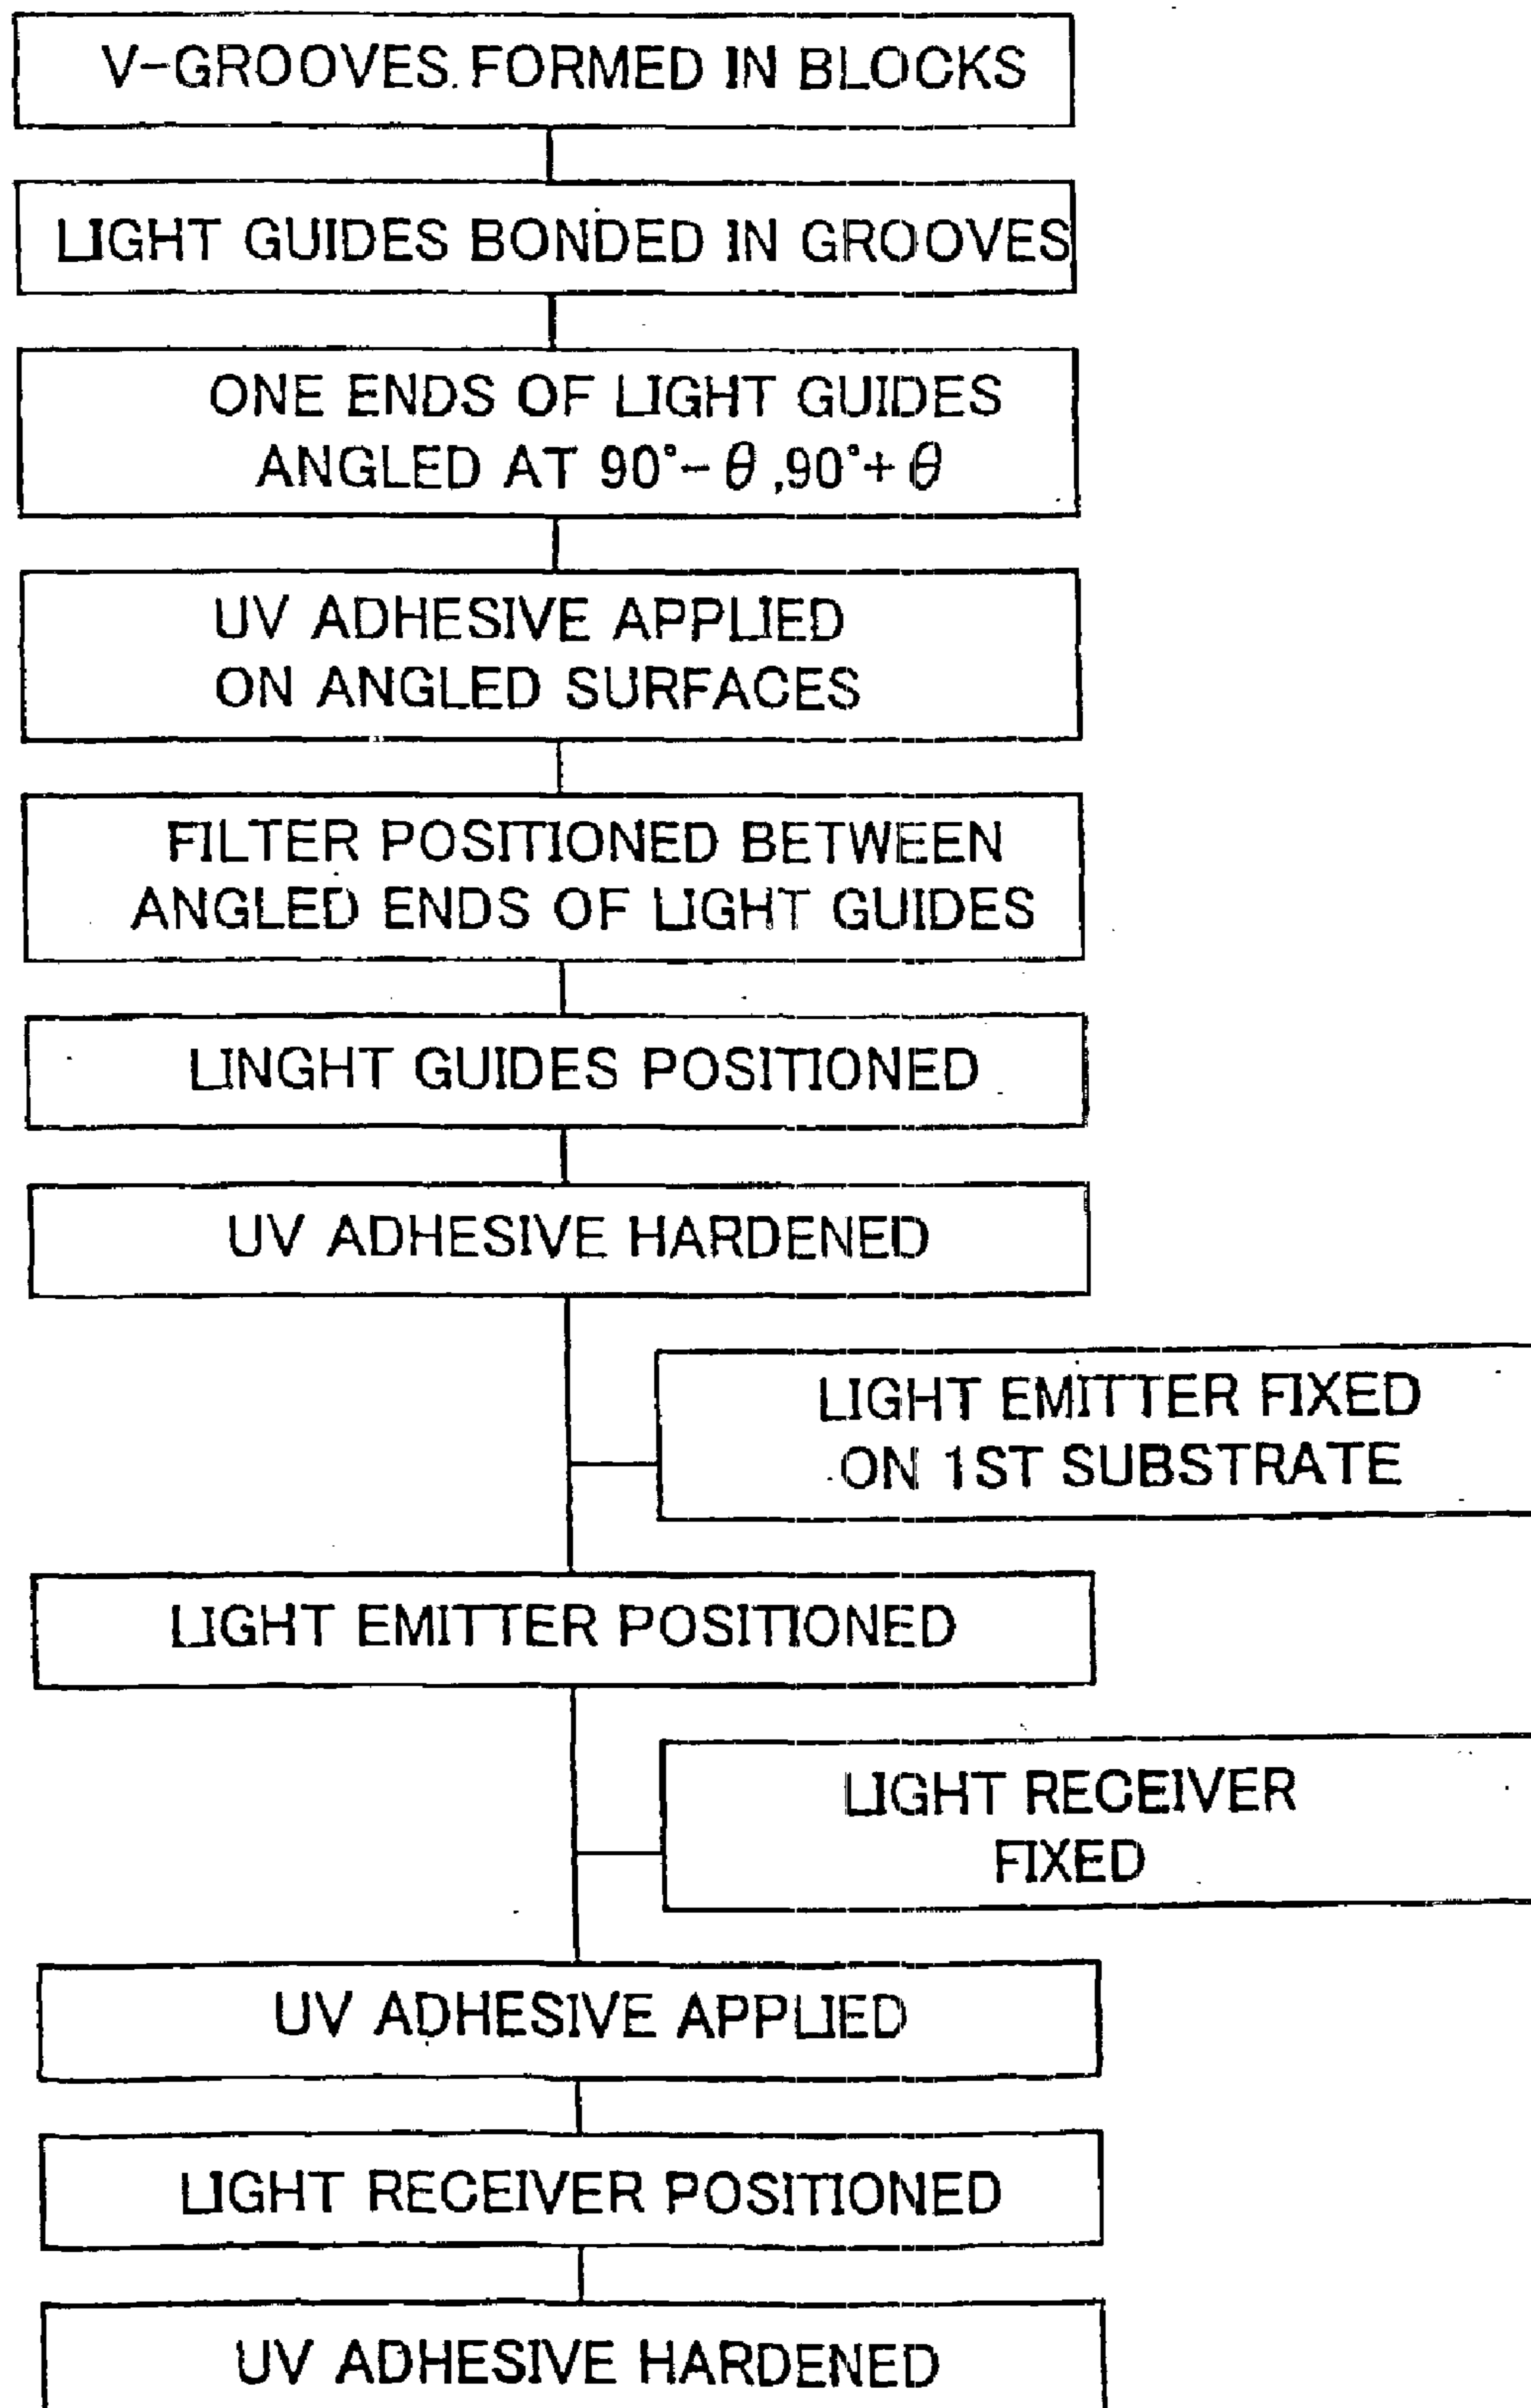 V-GROOVES. FORMED IN BLOCKS
LIGHT GUIDES BONDED IN GROOVES
ONE ENDS OF LIGHT GUIDES
ANGLED AT 90°-θ,90°+θ
UV ADHESIVE APPLIED
ON ANGLED SURFACES
FILTER POSITIONED BETWEEN
ANGLED ENDS OF LIGHT GUIDES
LINGHT GUIDES POSITIONED
UV ADHESIVE HARDENED
LIGHT EMITTER FIXED
ON 1ST SUBSTRATE
LIGHT EMITTER POSITIONED
LIGHT RECEIVER
FIXED
UV ADHESIVE APPLIED
LIGHT RECEIVER POSITIONED
UV ADHESIVE HARDENED